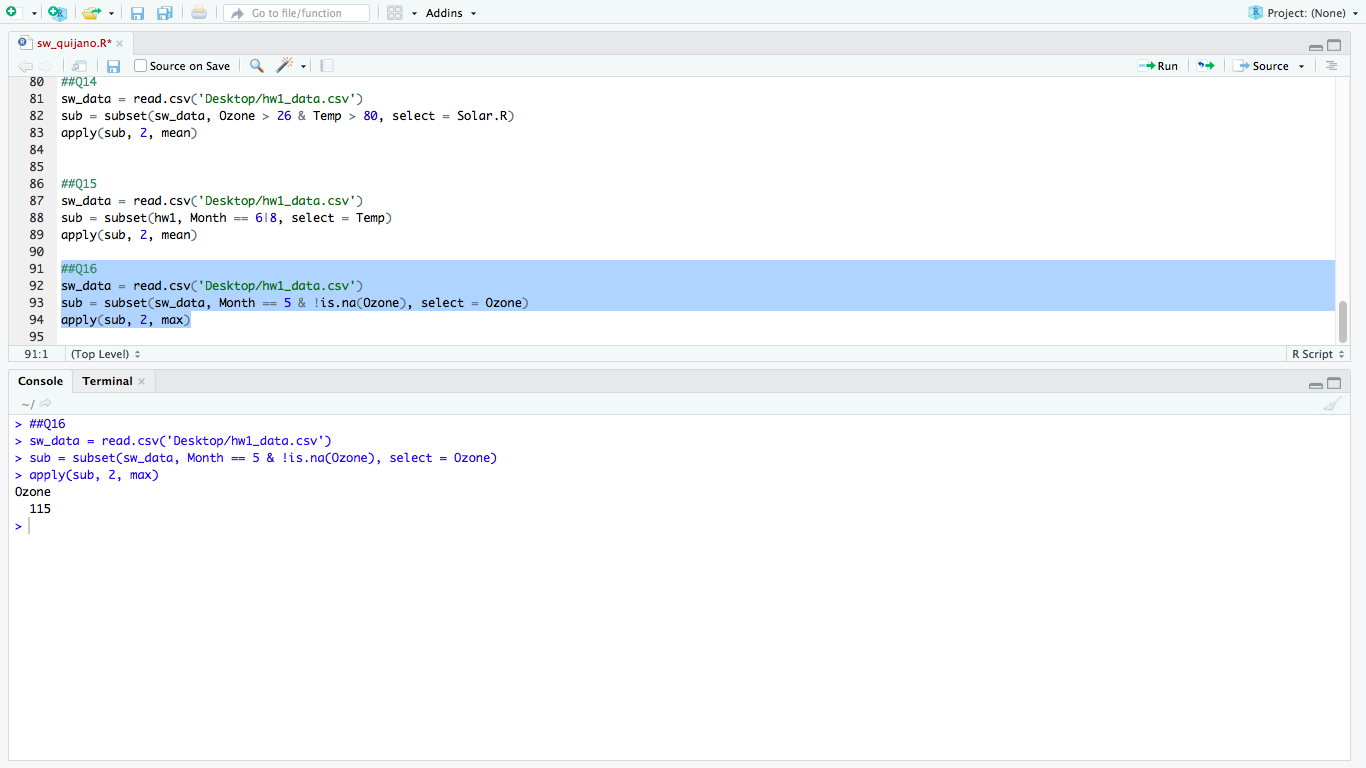 Go to file/function
Addins
Project: (None)
sw_quijano.R*
Source on Save
Run
Source
80 ##Q14
81 sw_data = read.csv('Desktop/hw1_data.csv')
82 sub = subset(sw_data, Ozone > 26 & Temp > 80, select = Solar.R)
83 apply(sub, 2, mean)
84
85
86 ##Q15
87 sw_data = read.csv('Desktop/hw1_data.csv')
88 sub = subset(hw1, Month == 6|8, select = Temp)
89 apply(sub, 2, mean)
90
91 ##Q16
92 sw_data = read.csv('Desktop/hw1_data.csv')
93 sub = subset(sw_data, Month == 5 & !is.na(Ozone), select = Ozone)
94 apply(sub, 2, max)
95
91:1 (Top Level) R Script
Console Terminal
~/
> ##Q16
> sw_data = read.csv('Desktop/hw1_data.csv')
> sub = subset(sw_data, Month == 5 & !is.na(Ozone), select = Ozone)
> apply(sub, 2, max)
Ozone
115
>